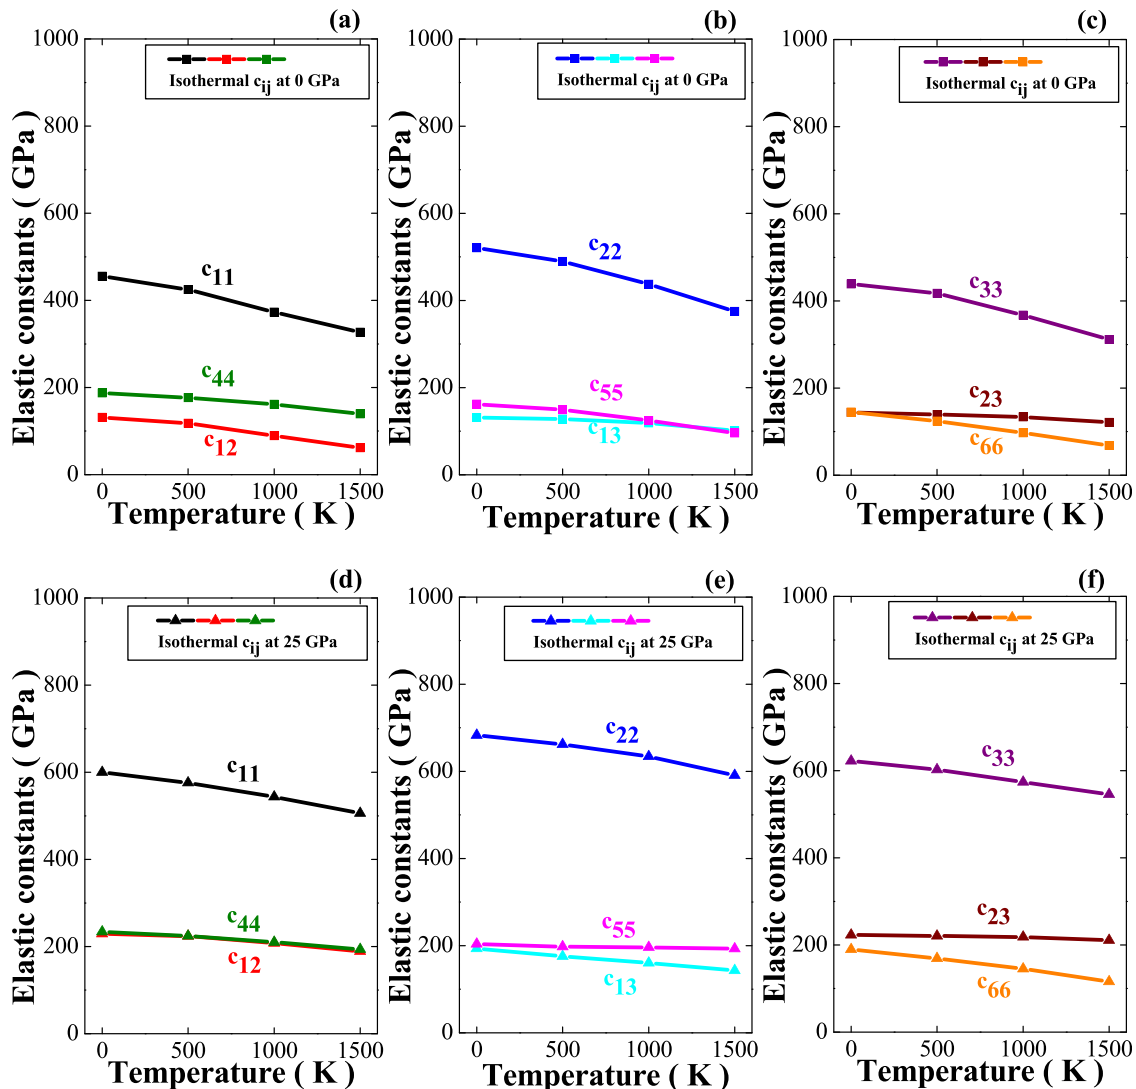 (a)
1000
800
600
400
200
0
Elastic constants ( GPa )
Isothermal cij at 0 GPa
c11
c44
c12
0 500 1000 1500
Temperature ( K )
(b)
1000
800
600
400
200
0
Elastic constants ( GPa )
Isothermal cij at 0 GPa
c22
c55
c13
0 500 1000 1500
Temperature ( K )
(c)
1000
800
600
400
200
0
Elastic constants ( GPa )
Isothermal cij at 0 GPa
c33
c23
c66
0 500 1000 1500
Temperature ( K )
(d)
1000
800
600
400
200
0
Elastic constants ( GPa )
Isothermal cij at 25 GPa
c11
c44
c12
0 500 1000 1500
Temperature ( K )
(e)
1000
800
600
400
200
0
Elastic constants ( GPa )
Isothermal cij at 25 GPa
c22
c55
c13
0 500 1000 1500
Temperature ( K )
(f)
1000
800
600
400
200
0
Elastic constants ( GPa )
Isothermal cij at 25 GPa
c33
c23
c66
0 500 1000 1500
Temperature ( K )